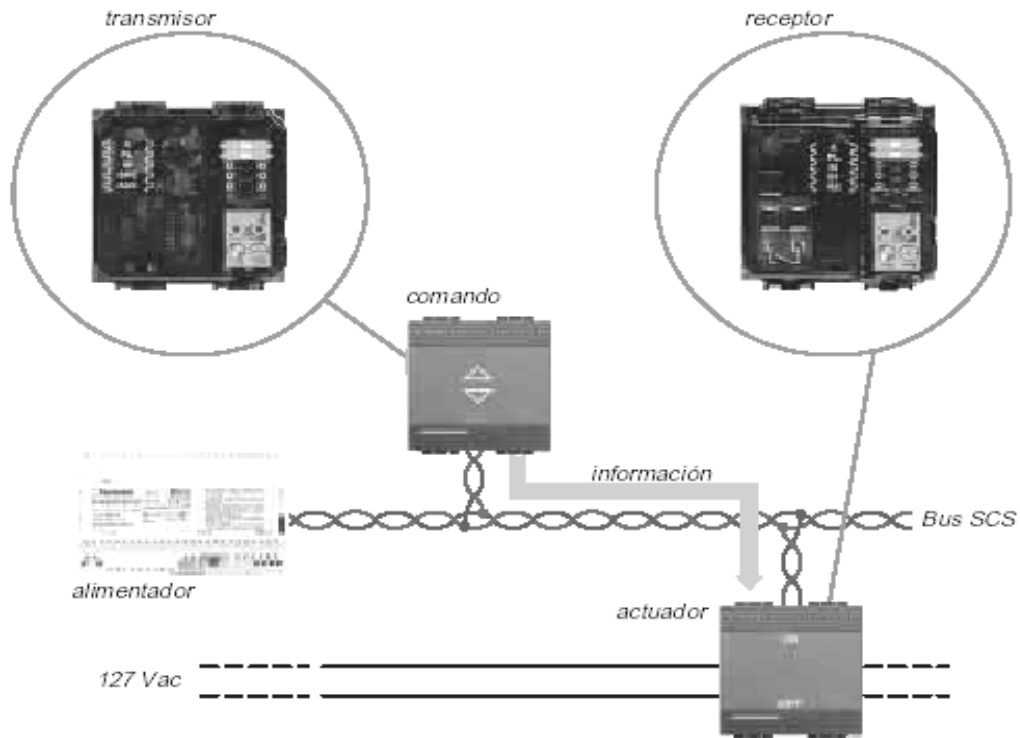 transmisor
receptor
comando
información
Bus SCS
alimentador
actuador
127 Vac